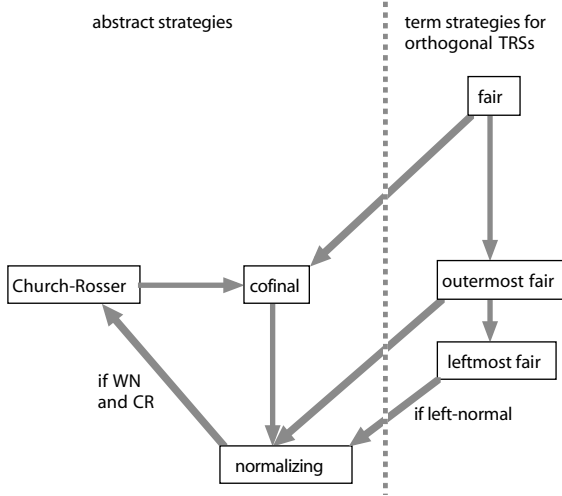 abstract strategies
term strategies for
orthogonal TRSs
fair
Church-Rosser
cofinal
outermost fair
leftmost fair
if WN
and CR
if left-normal
normalizing